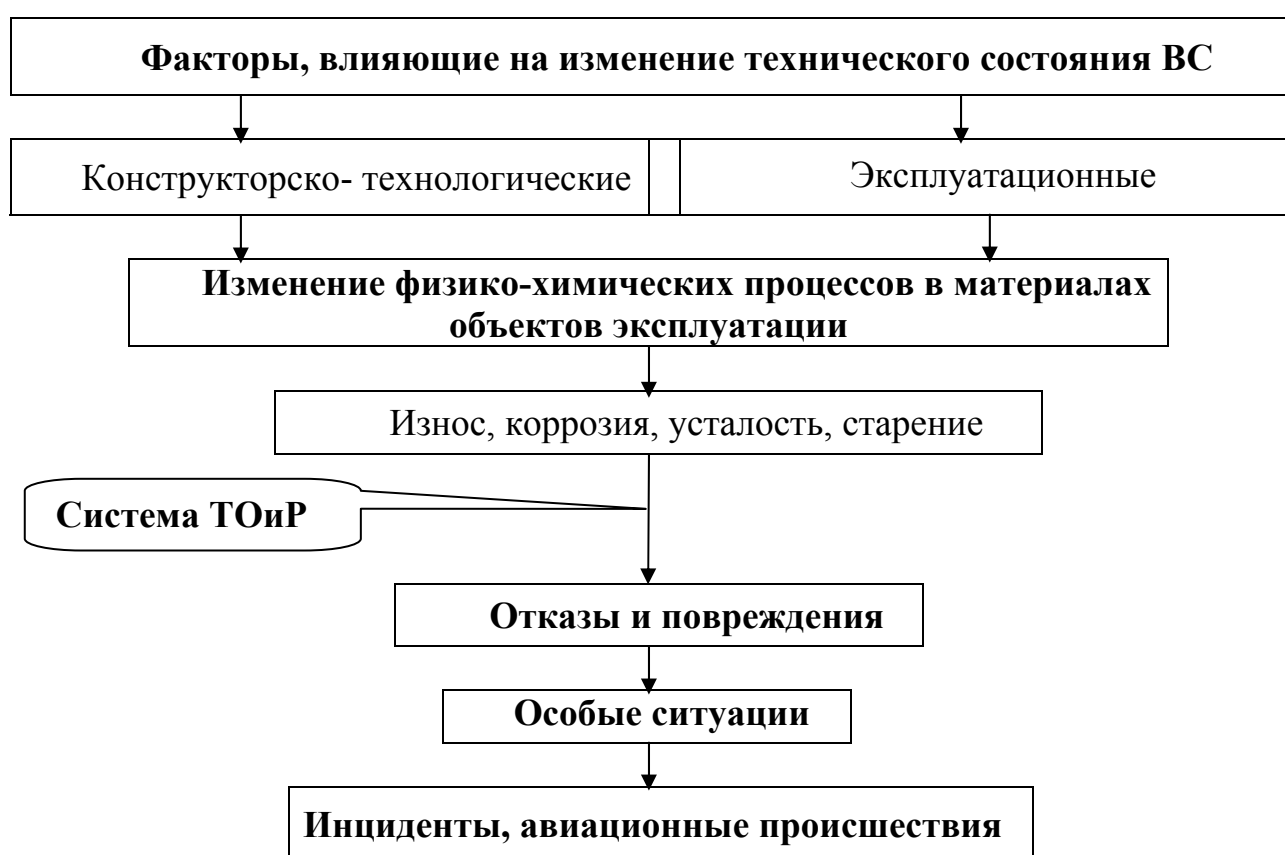 Факторы, влияющие на изменение технического состояния ВС
Конструкторско- технологические
Эксплуатационные
Изменение физико-химических процессов в материалах
объектов эксплуатации
Износ, коррозия, усталость, старение
Система ТОиР
Отказы и повреждения
Особые ситуации
Инциденты, авиационные происшествия